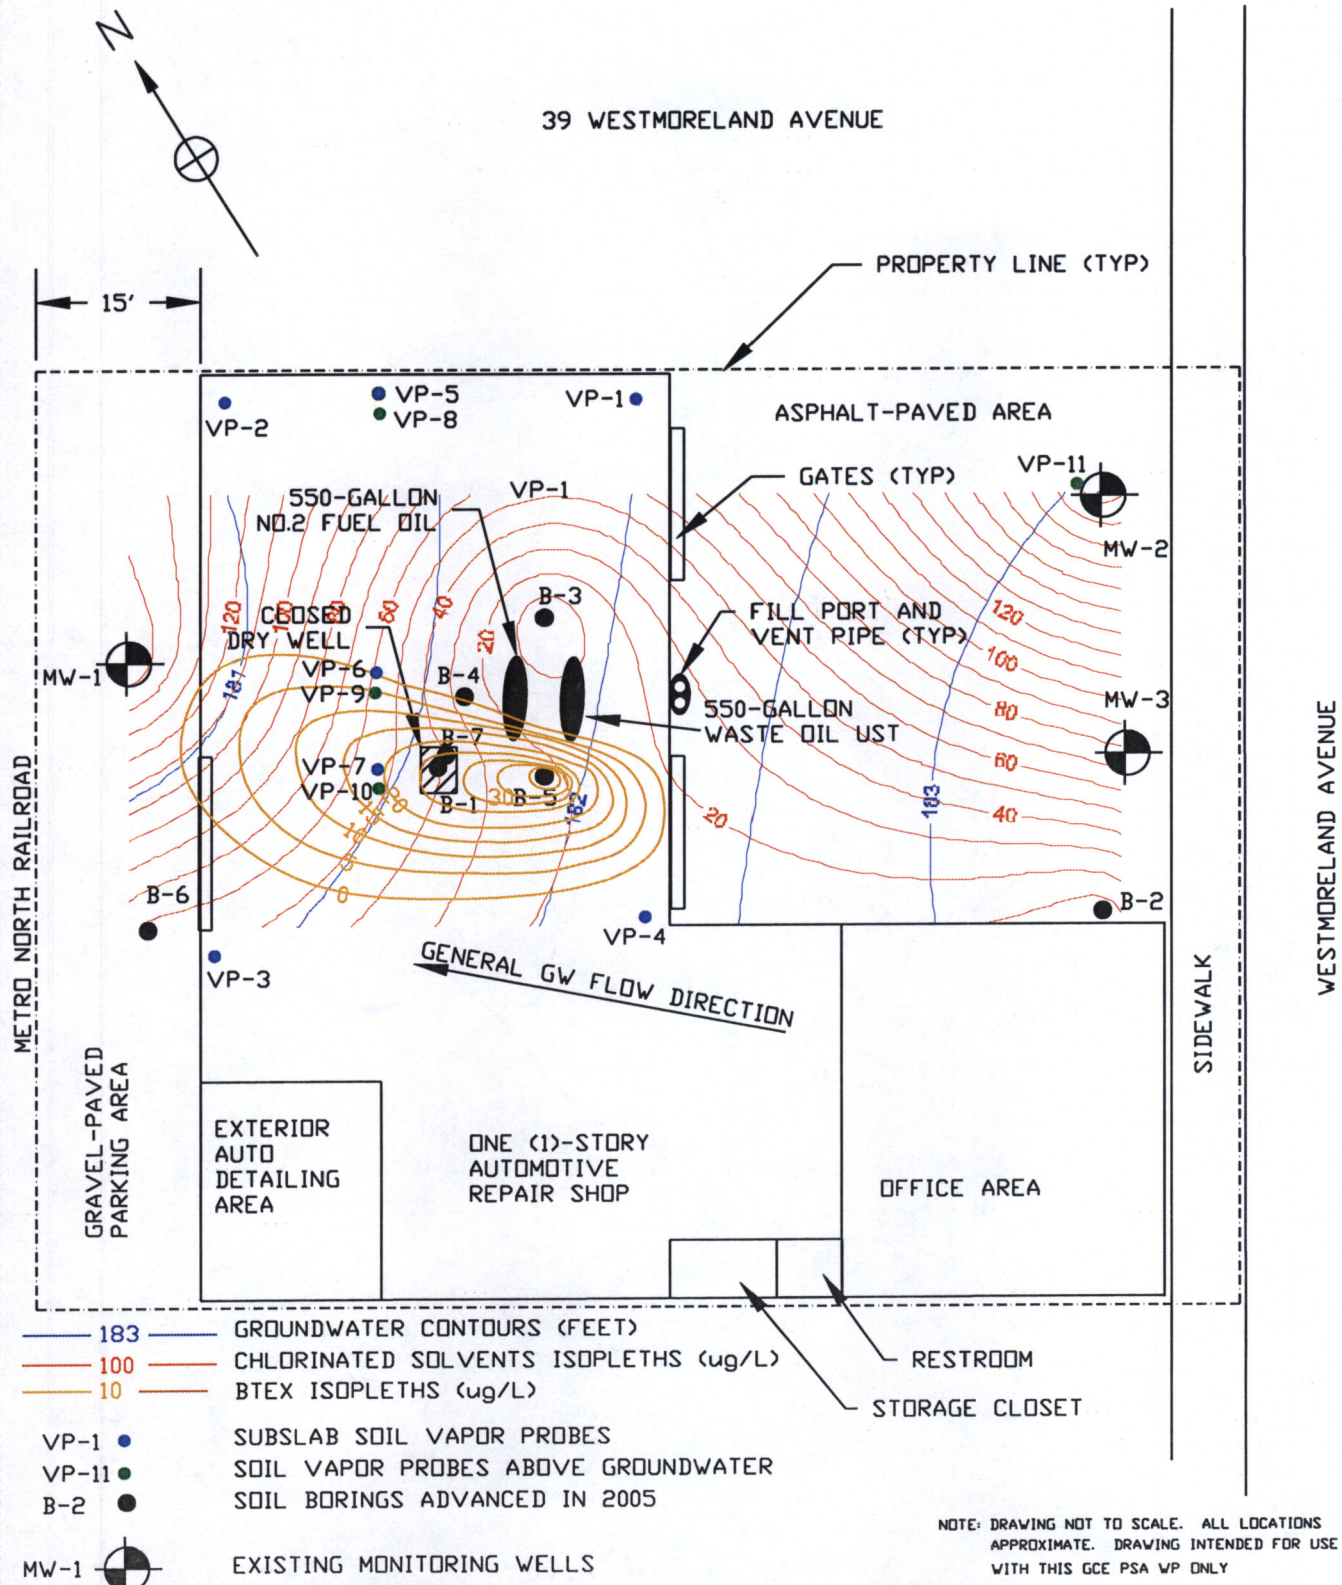 N
39 WESTMORELAND AVENUE
PROPERTY LINE (TYP)
15'
VP-5
VP-8
VP-2
VP-1
ASPHALT-PAVED AREA
VP-11
GATES (TYP)
550-GALLON
NO.2 FUEL OIL
VP-1
MW-2
B-3
CLOSED
DRY WELL
FILL PORT AND
VENT PIPE (TYP)
120
100
60
40
20
120
100
80
60
40
20
MW-1
181
VP-6
VP-9
B-4
MW-3
550-GALLON
WASTE OIL UST
B-7
VP-7
VP-10
B-1
30
B-5
182
183
20
5
0
B-6
B-2
VP-4
VP-3
GENERAL GW FLOW DIRECTION
METRO NORTH RAILROAD
WESTMORELAND AVENUE
SIDEWALK
GRAVEL-PAVED
PARKING AREA
EXTERIOR
AUTO
DETAILING
AREA
ONE (1)-STORY
AUTOMOTIVE
REPAIR SHOP
OFFICE AREA
RESTROOM
STORAGE CLOSET
183 GROUNDWATER CONTOURS (FEET)
100 CHLORINATED SOLVENTS ISOPLETHS (ug/L)
10 BTEX ISOPLETHS (ug/L)
VP-1 SUBSLAB SOIL VAPOR PROBES
VP-11 SOIL VAPOR PROBES ABOVE GROUNDWATER
B-2 SOIL BORINGS ADVANCED IN 2005
MW-1 EXISTING MONITORING WELLS
NOTE: DRAWING NOT TO SCALE. ALL LOCATIONS
APPROXIMATE. DRAWING INTENDED FOR USE
WITH THIS GCE PSA WP ONLY